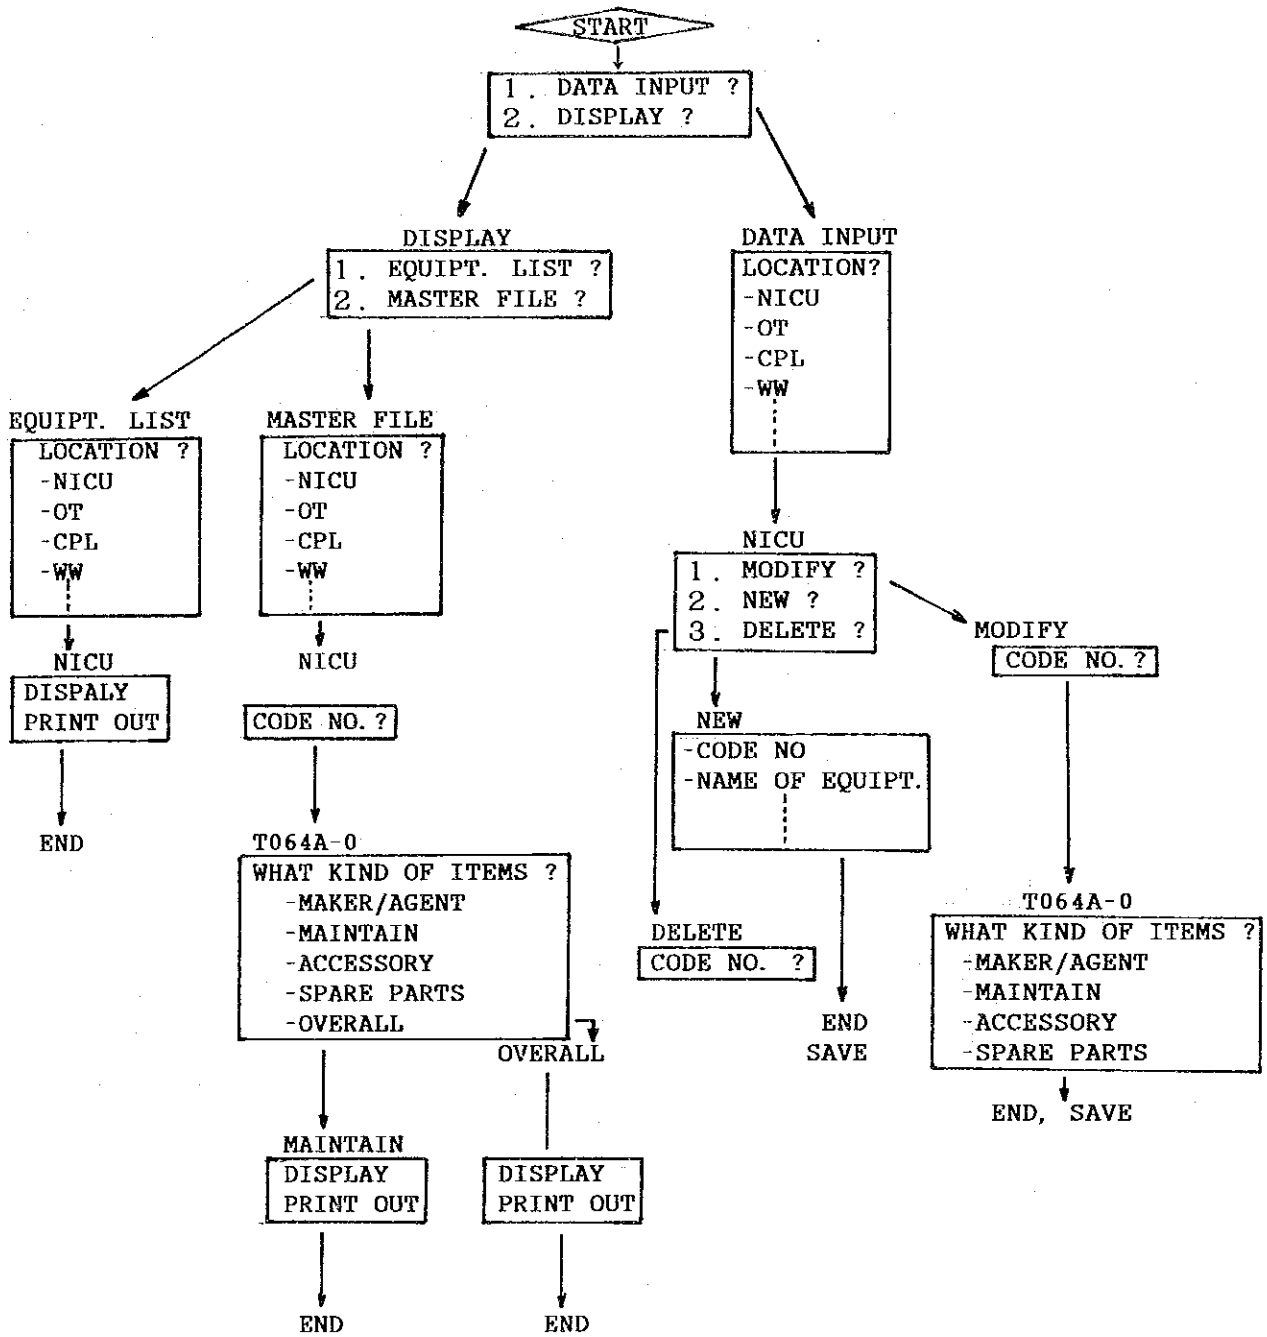 START
1. DATA INPUT ?
2. DISPLAY ?
DISPLAY
1. EQUIPT. LIST ?
2. MASTER FILE ?
DATA INPUT
LOCATION?
-NICU
-OT
-CPL
-WW
EQUIPT. LIST
LOCATION ?
-NICU
-OT
-CPL
-WW
MASTER FILE
LOCATION ?
-NICU
-OT
-CPL
-WW
NICU
1. MODIFY ?
2. NEW ?
3. DELETE ?
MODIFY
CODE NO. ?
NICU
DISPALY
PRINT OUT
END
NICU
CODE NO. ?
NEW
-CODE NO
-NAME OF EQUIPT.
T064A-0
WHAT KIND OF ITEMS ?
-MAKER/AGENT
-MAINTAIN
-ACCESSORY
-SPARE PARTS
-OVERALL
OVERALL
DELETE
CODE NO. ?
END
SAVE
T064A-0
WHAT KIND OF ITEMS ?
-MAKER/AGENT
-MAINTAIN
-ACCESSORY
-SPARE PARTS
END, SAVE
MAINTAIN
DISPLAY
PRINT OUT
END
DISPLAY
PRINT OUT
END